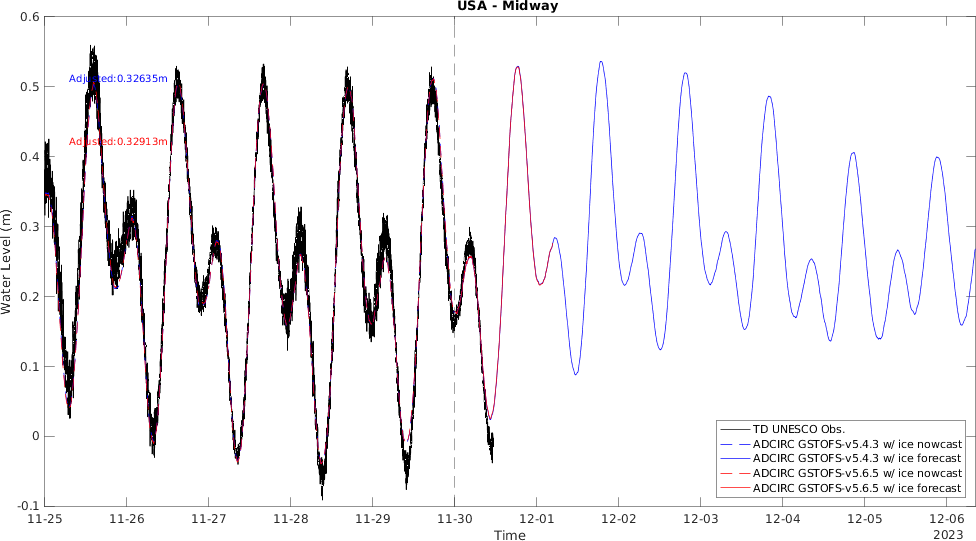 USA - Midway
0.6
0.5
0.4
0.3
0.2
0.1
0
-0.1
Water Level (m)
Adjusted:0.32635m
Adjusted:0.32913m
TD UNESCO Obs.
ADCIRC GSTOFS-v5.4.3 w/ ice nowcast
ADCIRC GSTOFS-v5.4.3 w/ ice forecast
ADCIRC GSTOFS-v5.6.5 w/ ice nowcast
ADCIRC GSTOFS-v5.6.5 w/ ice forecast
11-25 11-26 11-27 11-28 11-29 11-30 12-01 12-02 12-03 12-04 12-05 12-06
Time
2023